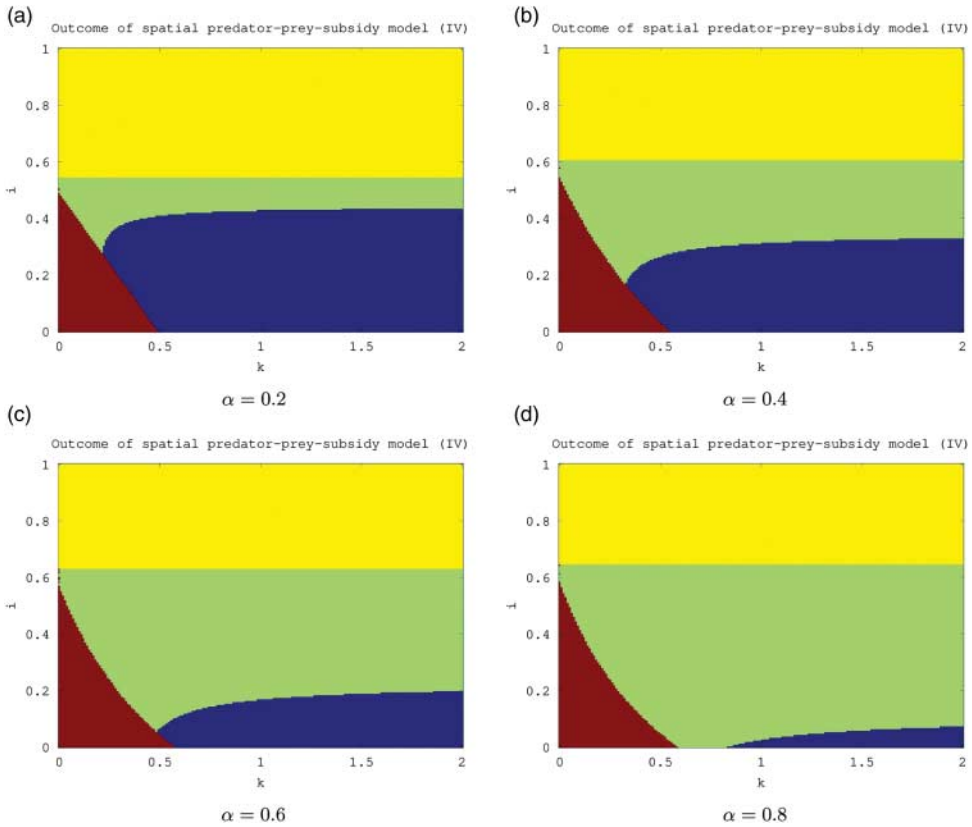 (a)
Outcome of spatial predator-prey-subsidy model (IV)
1
0.8
0.6
i
0.4
0.2
0
0 0.5 1 1.5 2
k
α = 0.2
(b)
Outcome of spatial predator-prey-subsidy model (IV)
1
0.8
0.6
i
0.4
0.2
0
0 0.5 1 1.5 2
k
α = 0.4
(c)
Outcome of spatial predator-prey-subsidy model (IV)
1
0.8
0.6
i
0.4
0.2
0
0 0.5 1 1.5 2
k
α = 0.6
(d)
Outcome of spatial predator-prey-subsidy model (IV)
1
0.8
0.6
i
0.4
0.2
0
0 0.5 1 1.5 2
k
α = 0.8